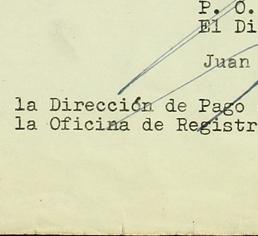 P. O.
El Di
Juan
la Dirección de Pago
la Oficina de Registr